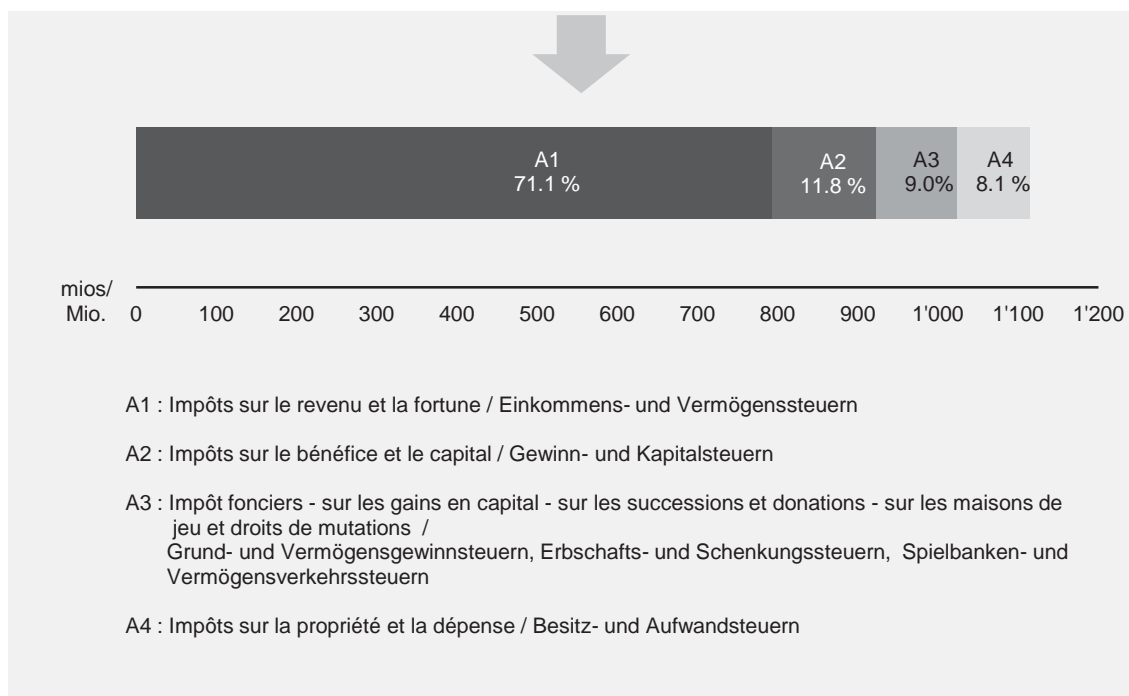 A1
71.1 %
A2
11.8 %
A3
9.0%
A4
8.1 %
mios/
Mio.
0 100 200 300 400 500 600 700 800 900 1'000 1'100 1'200
A1 : Impôts sur le revenu et la fortune / Einkommens- und Vermögenssteuern
A2 : Impôts sur le bénéfice et le capital / Gewinn- und Kapitalsteuern
A3 : Impôt fonciers - sur les gains en capital - sur les successions et donations - sur les maisons de
jeu et droits de mutations /
Grund- und Vermögensgewinnsteuern, Erbschafts- und Schenkungssteuern, Spielbanken- und
Vermögensverkehrssteuern
A4 : Impôts sur la propriété et la dépense / Besitz- und Aufwandsteuern